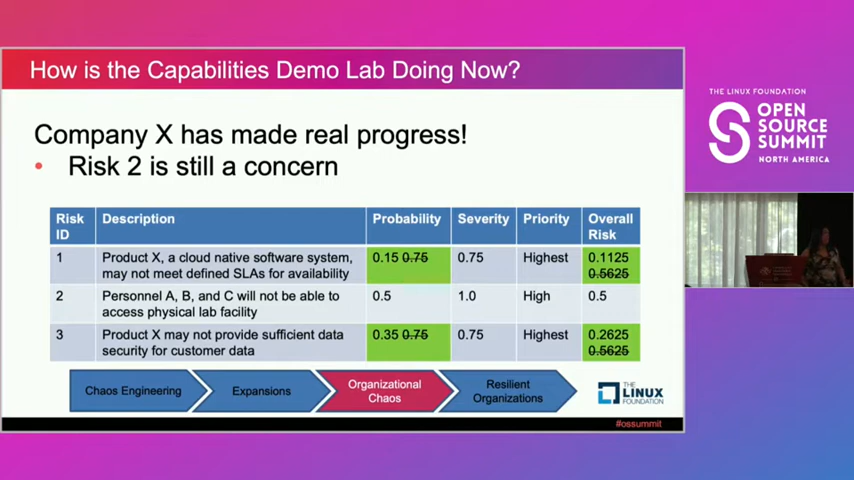 How is the Capabilities Demo Lab Doing Now?
Company X has made real progress!
• Risk 2 is still a concern
Risk ID Description Probability Severity Priority Overall Risk
1 Product X, a cloud native software system, may not meet defined SLAs for availability 0.15 0.75 0.75 Highest 0.1125 0.5625
2 Personnel A, B, and C will not be able to access physical lab facility 0.5 1.0 High 0.5
3 Product X may not provide sufficient data security for customer data 0.35 0.75 0.75 Highest 0.2625 0.5625
Chaos Engineering
Expansions
Organizational
Chaos
Resilient
Organizations
THE
LINUX
FOUNDATION
#ossummit
THE LINUX FOUNDATION
OPEN
SOURCE
SUMMIT
NORTH AMERICA